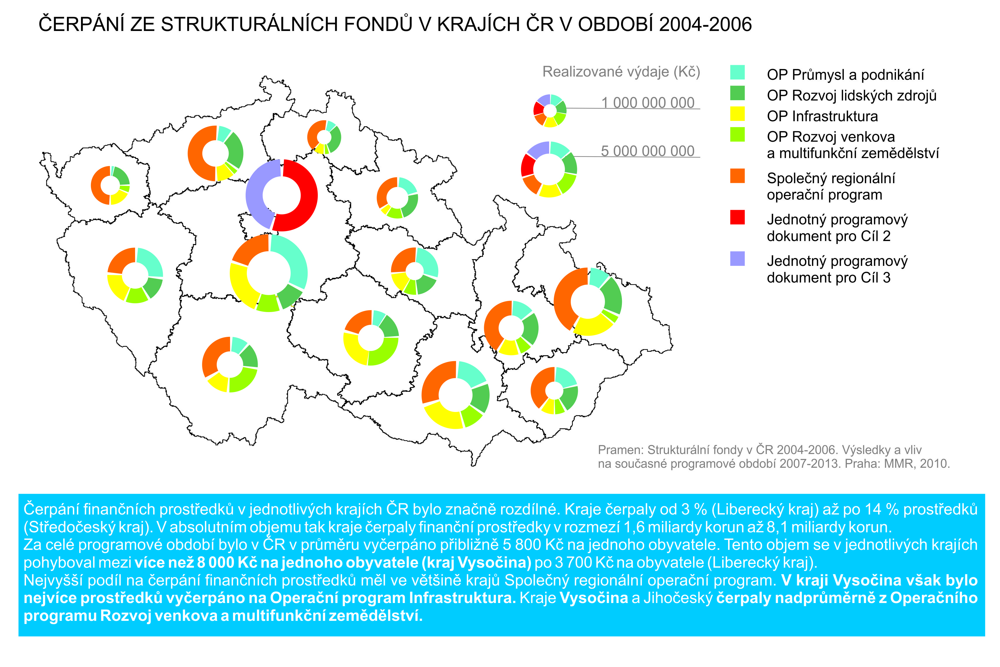 ČERPÁNÍ ZE STRUKTURÁLNÍCH FONDŮ V KRAJÍCH ČR V OBDOBÍ 2004-2006
Realizované výdaje (Kč)
1 000 000 000
5 000 000 000
OP Průmysl a podnikání
OP Rozvoj lidských zdrojů
OP Infrastruktura
OP Rozvoj venkova
a multifunkční zemědělství
Společný regionální
operační program
Jednotný programový
dokument pro Cíl 2
Jednotný programový
dokument pro Cíl 3
Pramen: Strukturální fondy v ČR 2004-2006. Výsledky a vliv
na současné programové období 2007-2013. Praha: MMR, 2010.
Čerpání finančních prostředků v jednotlivých krajích ČR bylo značně rozdílné. Kraje čerpaly od 3 % (Liberecký kraj) až po 14 % prostředků
(Středočeský kraj). V absolutním objemu tak kraje čerpaly finanční prostředky v rozmezí 1,6 miliardy korun až 8,1 miliardy korun.
Za celé programové období bylo v ČR v průměru vyčerpáno přibližně 5 800 Kč na jednoho obyvatele. Tento objem se v jednotlivých krajích
pohyboval mezi více než 8 000 Kč na jednoho obyvatele (kraj Vysočina) po 3 700 Kč na obyvatele (Liberecký kraj).
Nejvyšší podíl na čerpání finančních prostředků měl ve většině krajů Společný regionální operační program. V kraji Vysočina však bylo
nejvíce prostředků vyčerpáno na Operační program Infrastruktura. Kraje Vysočina a Jihočeský čerpaly nadprůměrně z Operačního
programu Rozvoj venkova a multifunkční zemědělství.